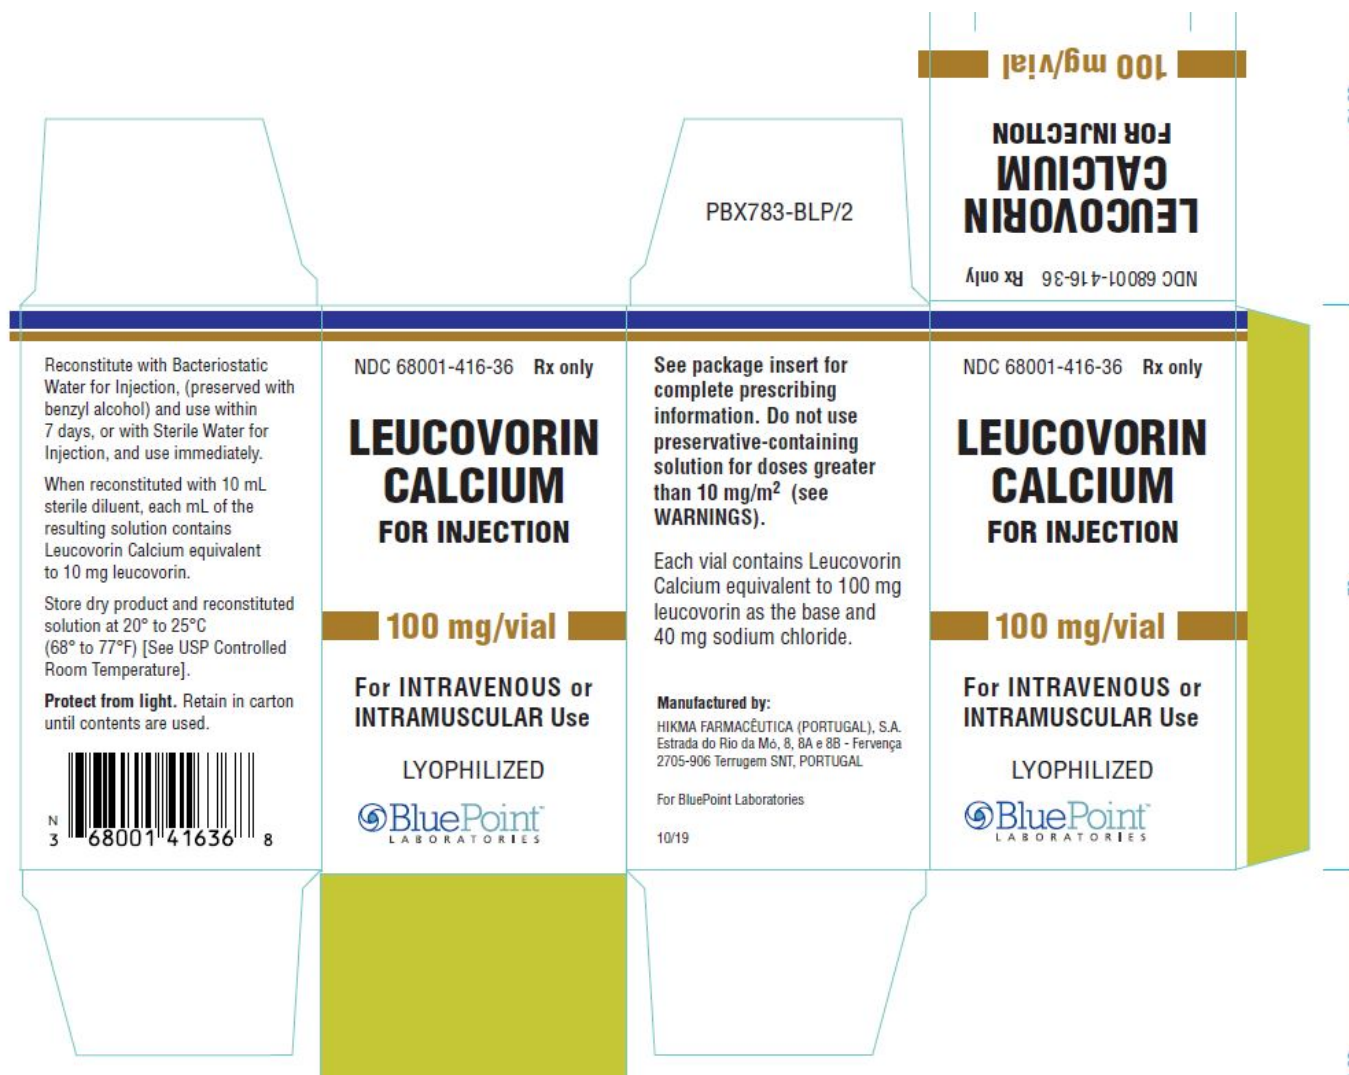 100 mg/vial
LEUCOVORIN
CALCIUM
FOR INJECTION
NDC 68001-416-36 Rx only
PBX783-BLP/2
Reconstitute with Bacteriostatic
Water for Injection, (preserved with
benzyl alcohol) and use within
7 days, or with Sterile Water for
Injection, and use immediately.
When reconstituted with 10 mL
sterile diluent, each mL of the
resulting solution contains
Leucovorin Calcium equivalent
to 10 mg leucovorin.
Store dry product and reconstituted
solution at 20° to 25°C
(68° to 77°F) [See USP Controlled
Room Temperature].
Protect from light. Retain in carton
until contents are used.
N
3 68001 41636 8
NDC 68001-416-36 Rx only
LEUCOVORIN
CALCIUM
FOR INJECTION
100 mg/vial
For INTRAVENOUS or
INTRAMUSCULAR Use
LYOPHILIZED
BluePoint™
LABORATORIES
See package insert for
complete prescribing
information. Do not use
preservative-containing
solution for doses greater
than 10 mg/m² (see
WARNINGS).
Each vial contains Leucovorin
Calcium equivalent to 100 mg
leucovorin as the base and
40 mg sodium chloride.
Manufactured by:
HIKMA FARMACÊUTICA (PORTUGAL), S.A.
Estrada do Rio da Mó, 8, 8A e 8B - Fervença
2705-906 Terrugem SNT, PORTUGAL
For BluePoint Laboratories
10/19
NDC 68001-416-36 Rx only
LEUCOVORIN
CALCIUM
FOR INJECTION
100 mg/vial
For INTRAVENOUS or
INTRAMUSCULAR Use
LYOPHILIZED
BluePoint™
LABORATORIES